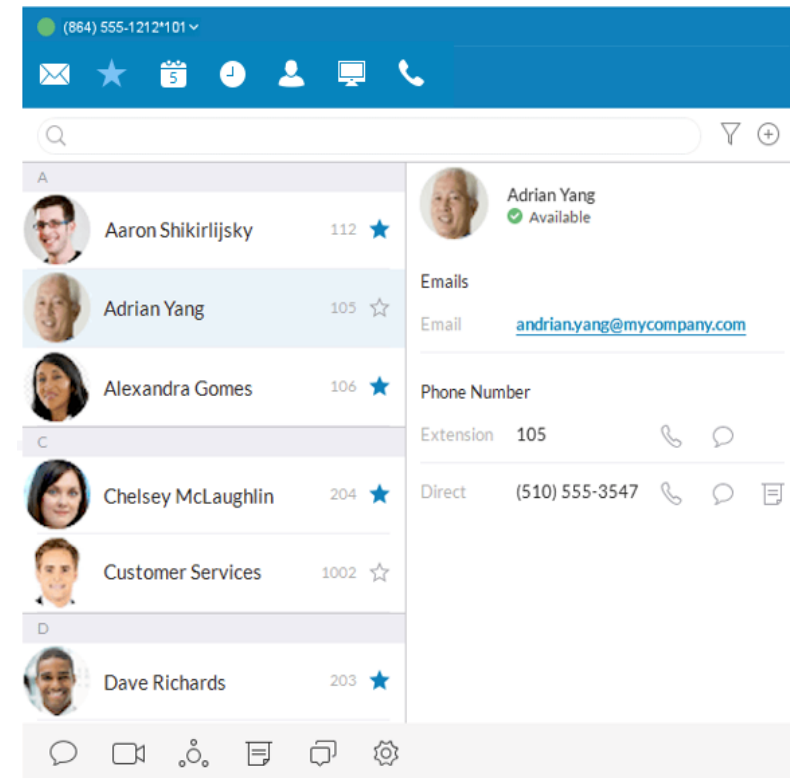 (864) 555-1212*101
5
A
Aaron Shikirlijsky 112
Adrian Yang 105
Alexandra Gomes 106
C
Chelsey McLaughlin 204
Customer Services 1002
D
Dave Richards 203
Adrian Yang
Available
Emails
Email andrian.yang@mycompany.com
Phone Number
Extension 105
Direct (510) 555-3547